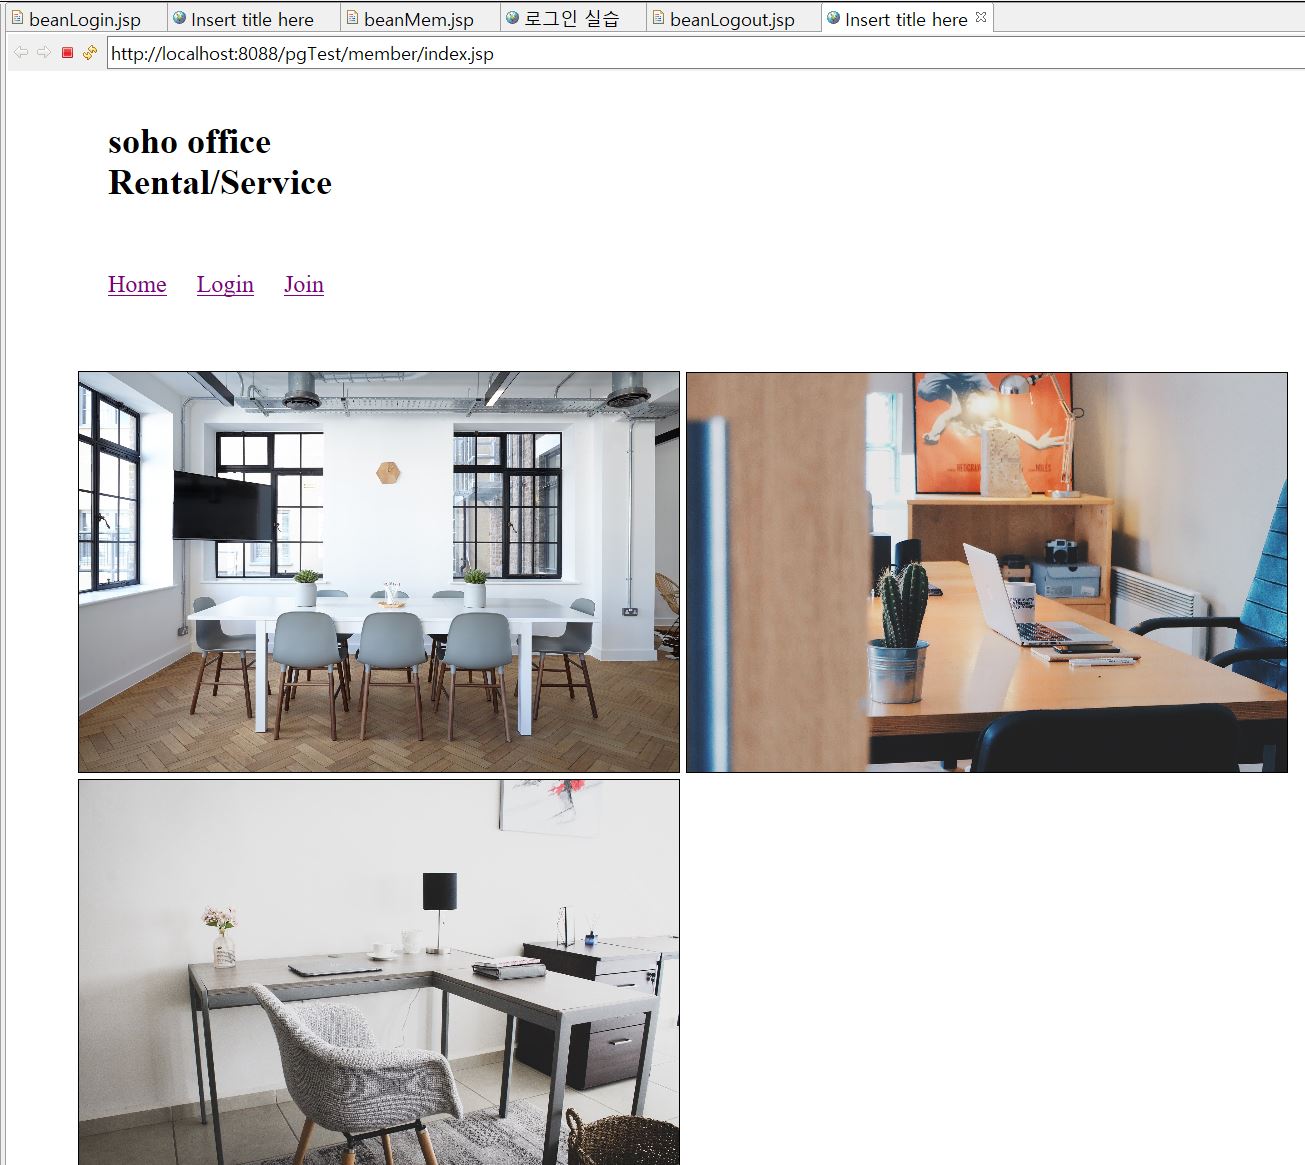 beanLogin.jsp Insert title here beanMem.jsp 로그인 실습 beanLogout.jsp Insert title here
http://localhost:8088/pgTest/member/index.jsp
soho office
Rental/Service
Home Login Join